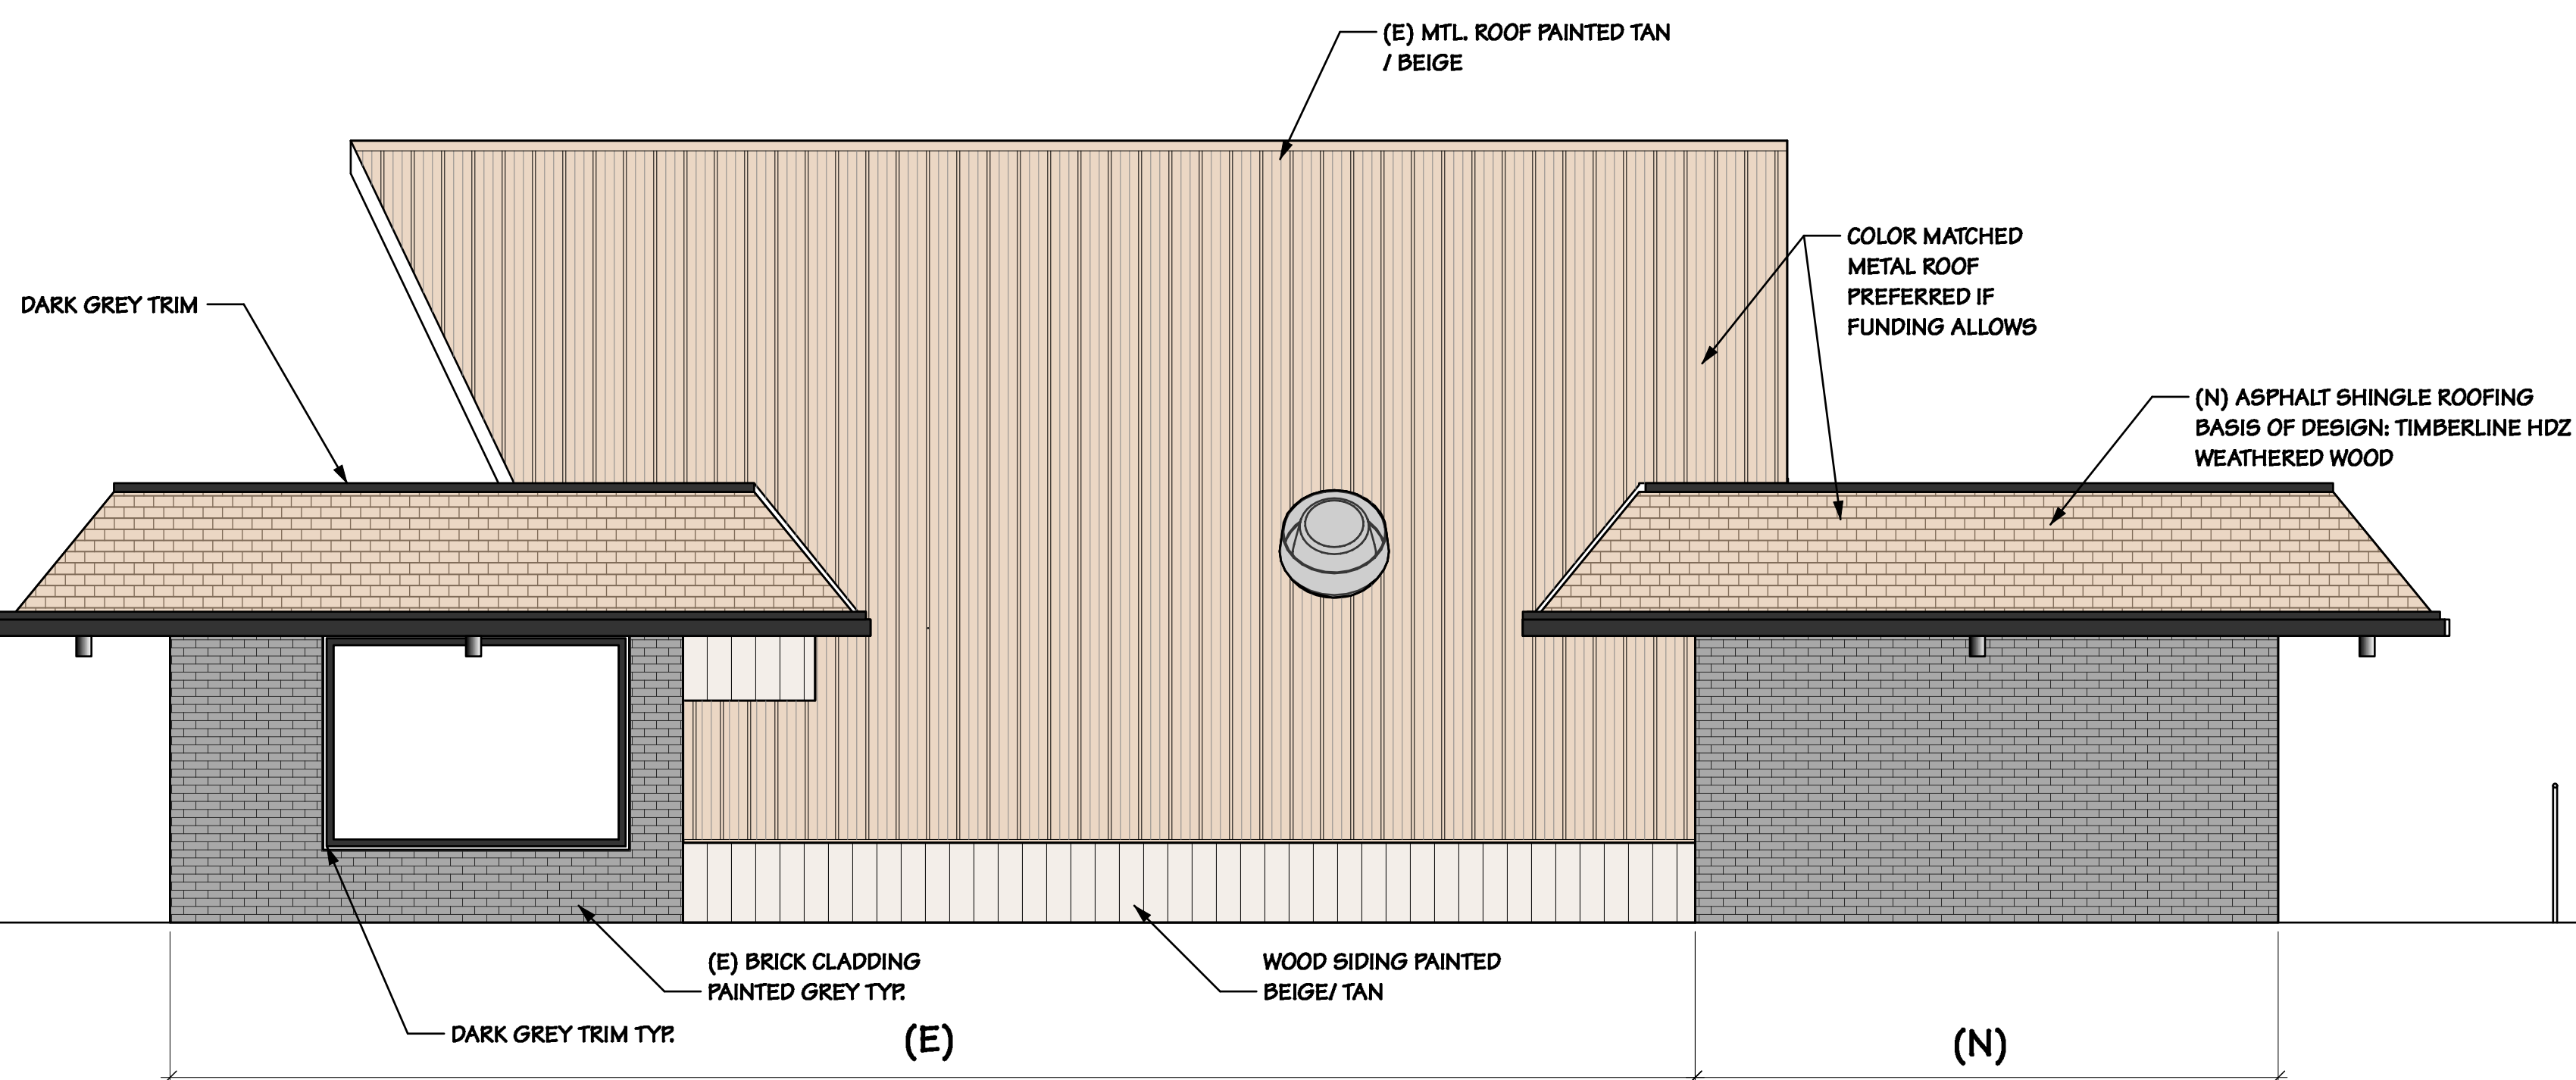 (E) MTL. ROOF PAINTED TAN
/ BEIGE
COLOR MATCHED
METAL ROOF
PREFERRED IF
FUNDING ALLOWS
DARK GREY TRIM
(N) ASPHALT SHINGLE ROOFING
BASIS OF DESIGN: TIMBERLINE HDZ
WEATHERED WOOD
(E) BRICK CLADDING
PAINTED GREY TYP.
WOOD SIDING PAINTED
BEIGE/ TAN
DARK GREY TRIM TYP.
(E)
(N)